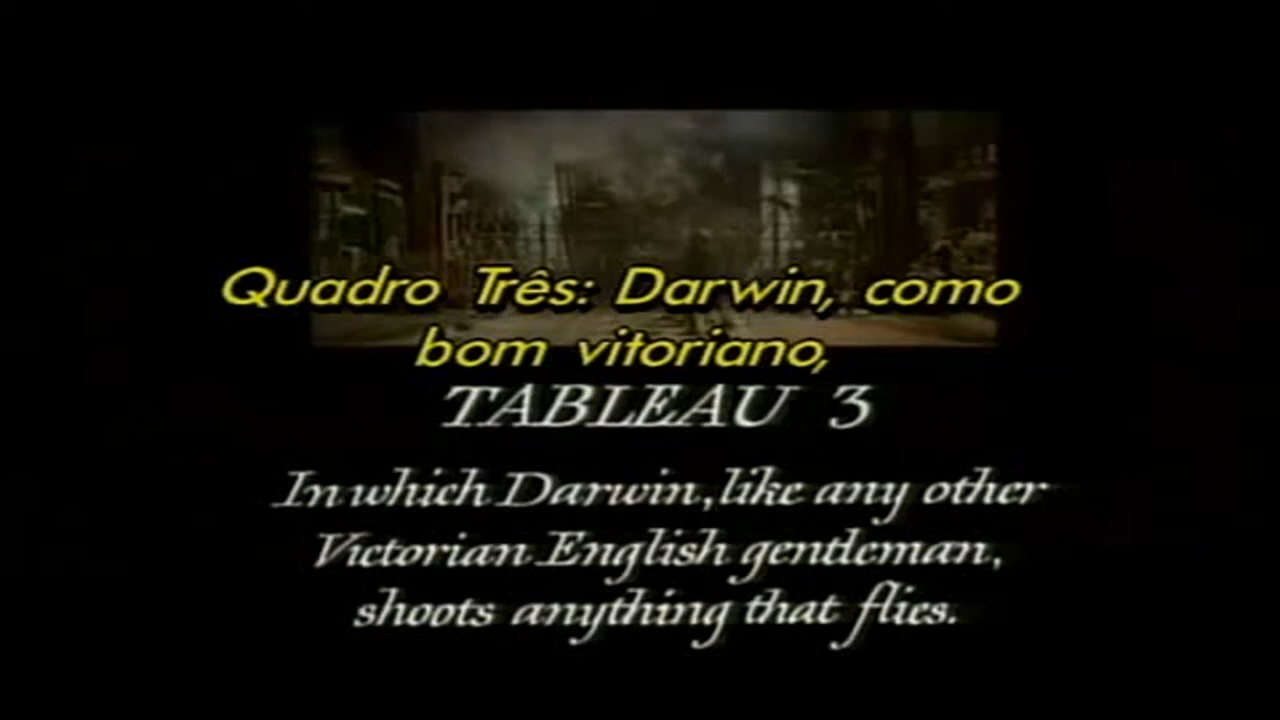 Quadro Três: Darwin, como
bom vitoriano,
TABLEAU 3
In which Darwin, like any other
Victorian English gentleman,
shoots anything that flies.